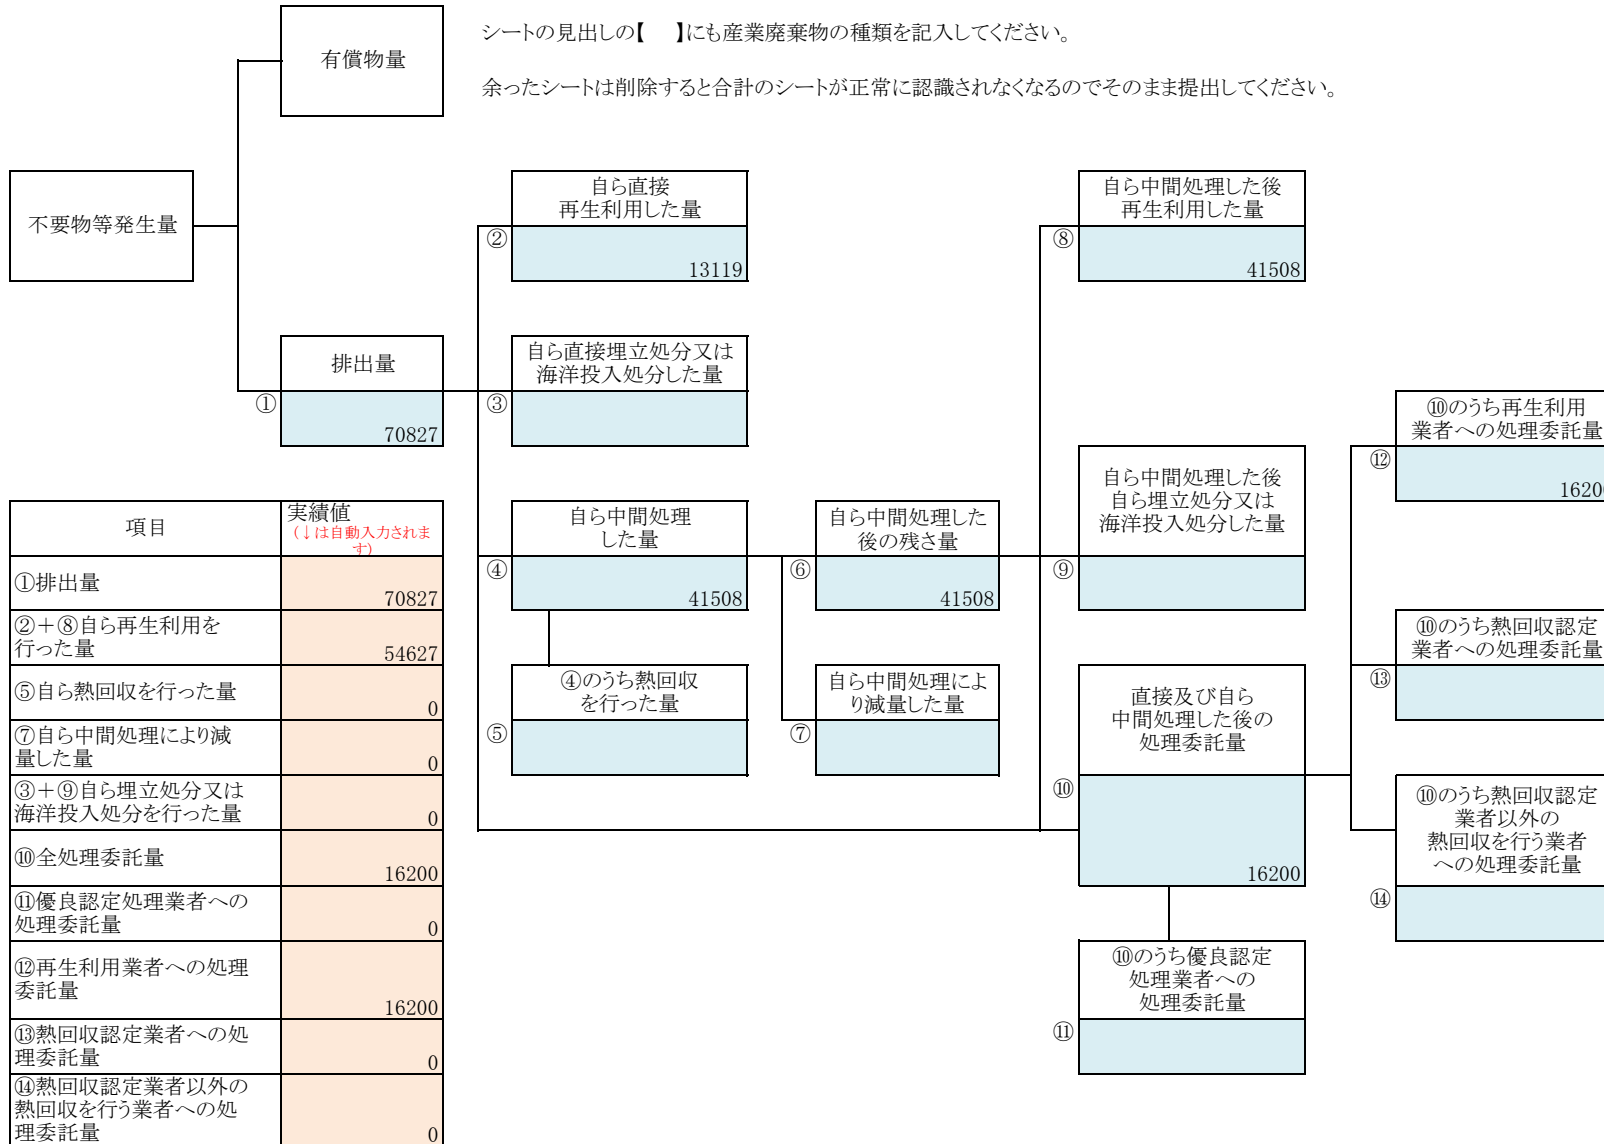 シートの見出しの【　】にも産業廃棄物の種類を記入してください。
有償物量
余ったシートは削除すると合計のシートが正常に認識されなくなるのでそのまま提出してください。
不要物等発生量
自ら直接
再生利用した量
②
13119
自ら中間処理した後
再生利用した量
⑧
41508
排出量
①
70827
自ら直接埋立処分又は
海洋投入処分した量
③
⑩のうち再生利用
業者への処理委託量
⑫
1620
自ら中間処理した後
自ら埋立処分又は
海洋投入処分した量
⑨
自ら中間処理
した量
④
41508
自ら中間処理した
後の残さ量
⑥
41508
④のうち熱回収
を行った量
⑤
自ら中間処理によ
り減量した量
⑦
直接及び自ら
中間処理した後の
処理委託量
⑩
16200
⑩のうち熱回収認定
業者への処理委託量
⑬
⑩のうち熱回収認定
業者以外の
熱回収を行う業者
への処理委託量
⑭
⑩のうち優良認定
処理業者への
処理委託量
⑪
項目
実績値
(↓は自動入力されま
す)
①排出量
70827
②＋⑧自ら再生利用を
行った量
54627
⑤自ら熱回収を行った量
0
⑦自ら中間処理により減
量した量
0
③＋⑨自ら埋立処分又は
海洋投入処分を行った量
0
⑩全処理委託量
16200
⑪優良認定処理業者への
処理委託量
0
⑫再生利用業者への処理
委託量
16200
⑬熱回収認定業者への処
理委託量
0
⑭熱回収認定業者以外の
熱回収を行う業者への処
理委託量
0